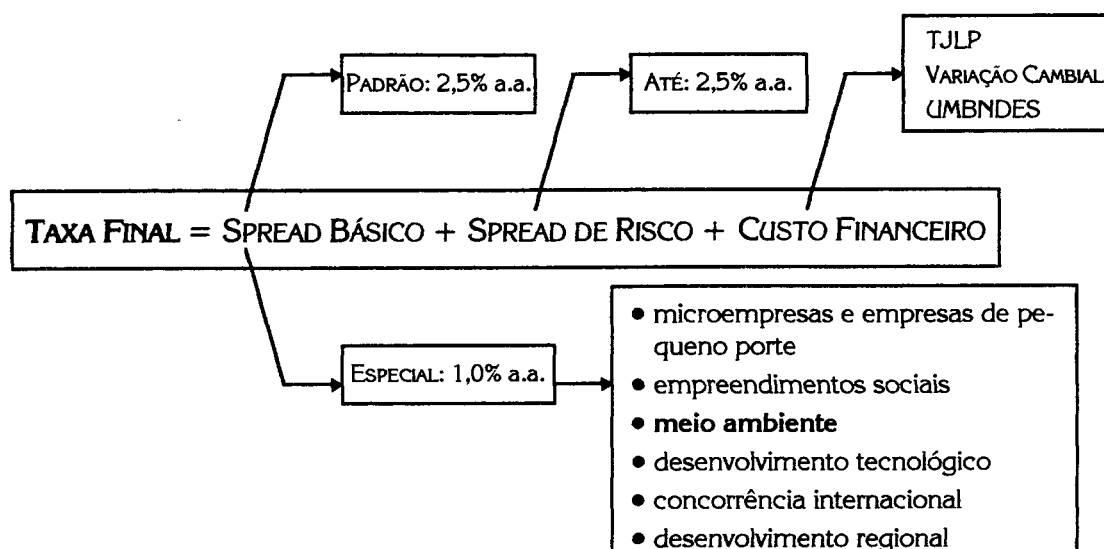 TJLP
VARIAÇÃO CAMBIAL
UMBNDES
PADRÃO: 2,5% a.a.
ATÉ: 2,5% a.a.
TAXA FINAL = SPREAD BÁSICO + SPREAD DE RISCO + CUSTO FINANCEIRO
ESPECIAL: 1,0% a.a.
• microempresas e empresas de pe-
queno porte
• empreendimentos sociais
• meio ambiente
• desenvolvimento tecnológico
• concorrência internacional
• desenvolvimento regional